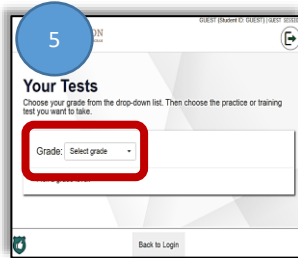 GUEST (Student ID: GUEST) | GUEST
5
ON
Your Tests
Choose your grade from the drop-down list. Then choose the practice or training
test you want to take.
Grade: Select grade
Back to Login